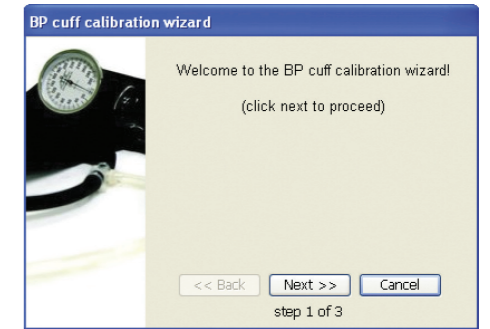 BP cuff calibration wizard
Welcome to the BP cuff calibration wizard!
(click next to proceed)
<< Back Next >> Cancel
step 1 of 3